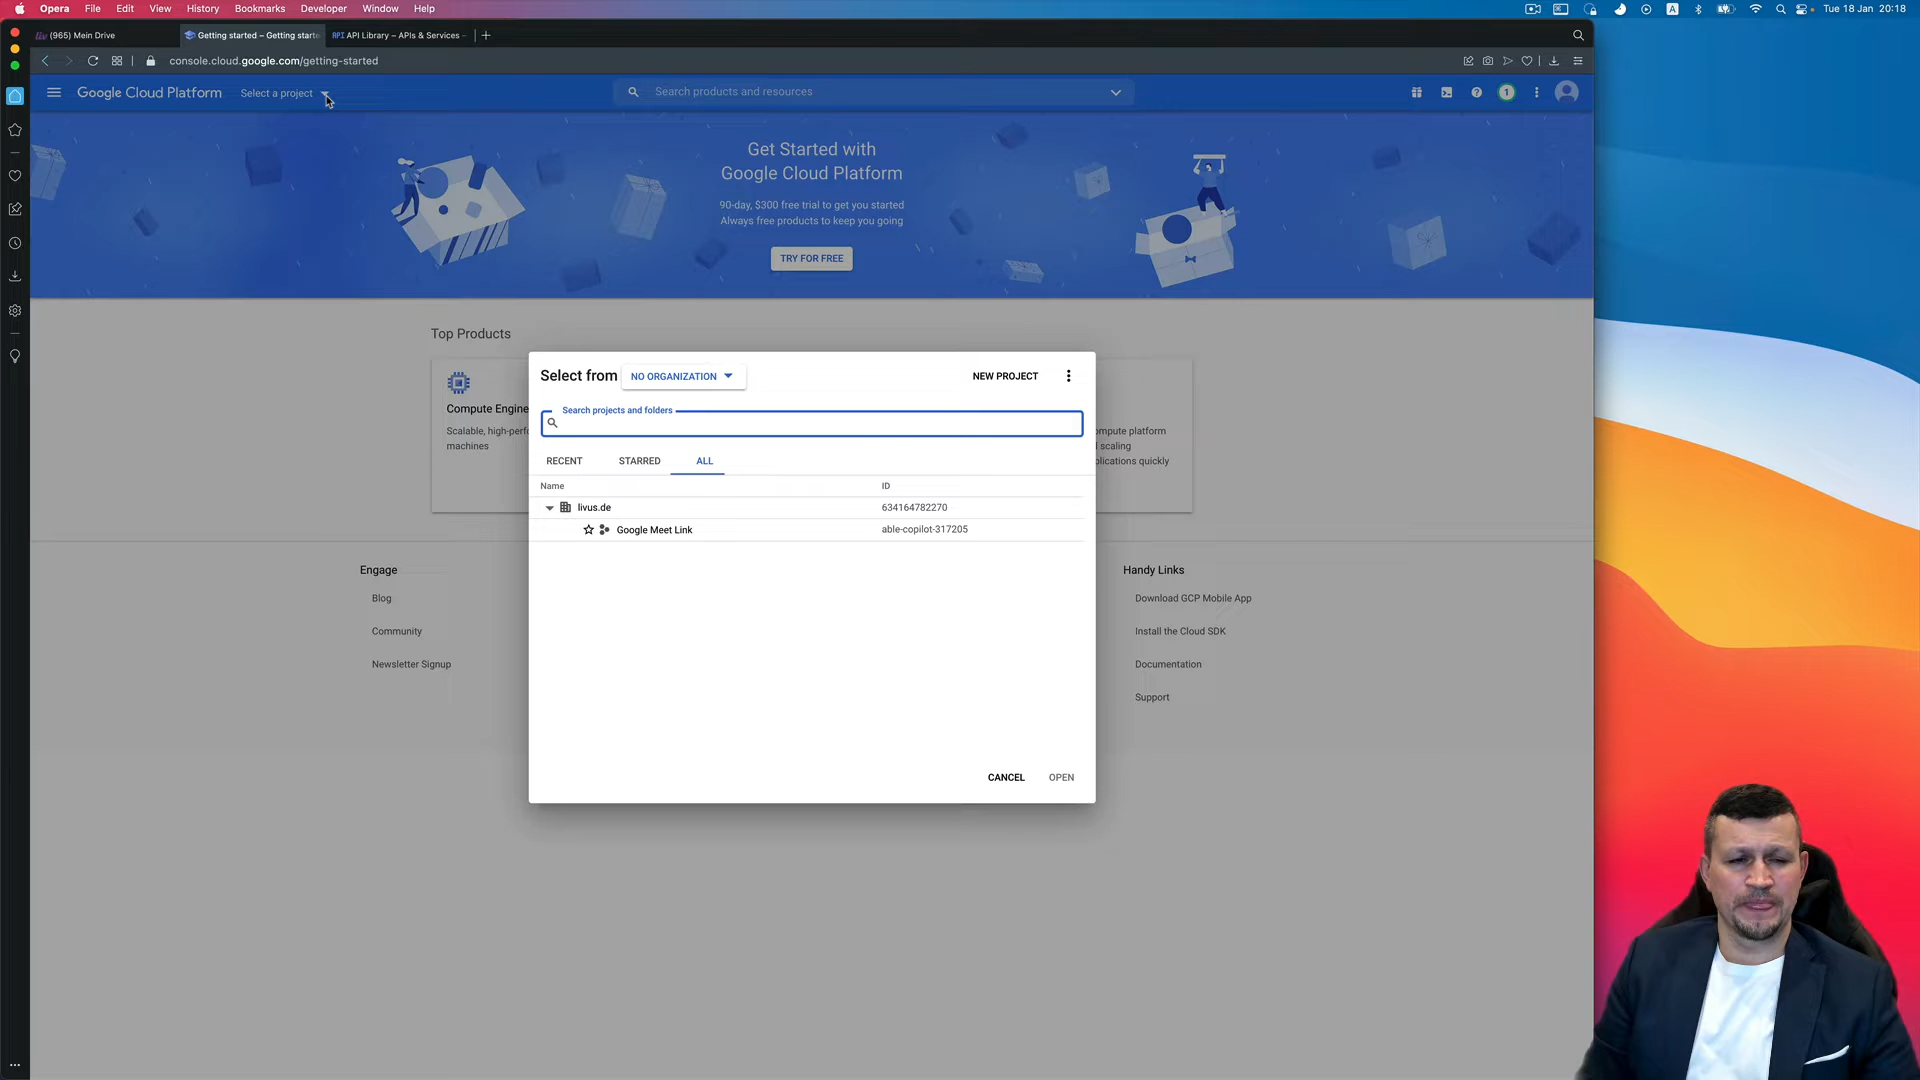 Opera File Edit View History Bookmarks Developer Window Help
Tue 18 Jan 20:18
liv (965) Mein Drive
Getting started – Getting starte
API API Library – APIs & Services –
console.cloud.google.com/getting-started
Google Cloud Platform
Select a project
Search products and resources
1
Get Started with
Google Cloud Platform
90-day, $300 free trial to get you started
Always free products to keep you going
TRY FOR FREE
Top Products
Compute Engine
Scalable, high-perfo
machines
ompute platform
l scaling
plications quickly
Select from
NO ORGANIZATION
NEW PROJECT
Search projects and folders
RECENT
STARRED
ALL
Name
ID
livus.de
634164782270
Google Meet Link
able-copilot-317205
CANCEL
OPEN
Engage
Blog
Community
Newsletter Signup
Handy Links
Download GCP Mobile App
Install the Cloud SDK
Documentation
Support